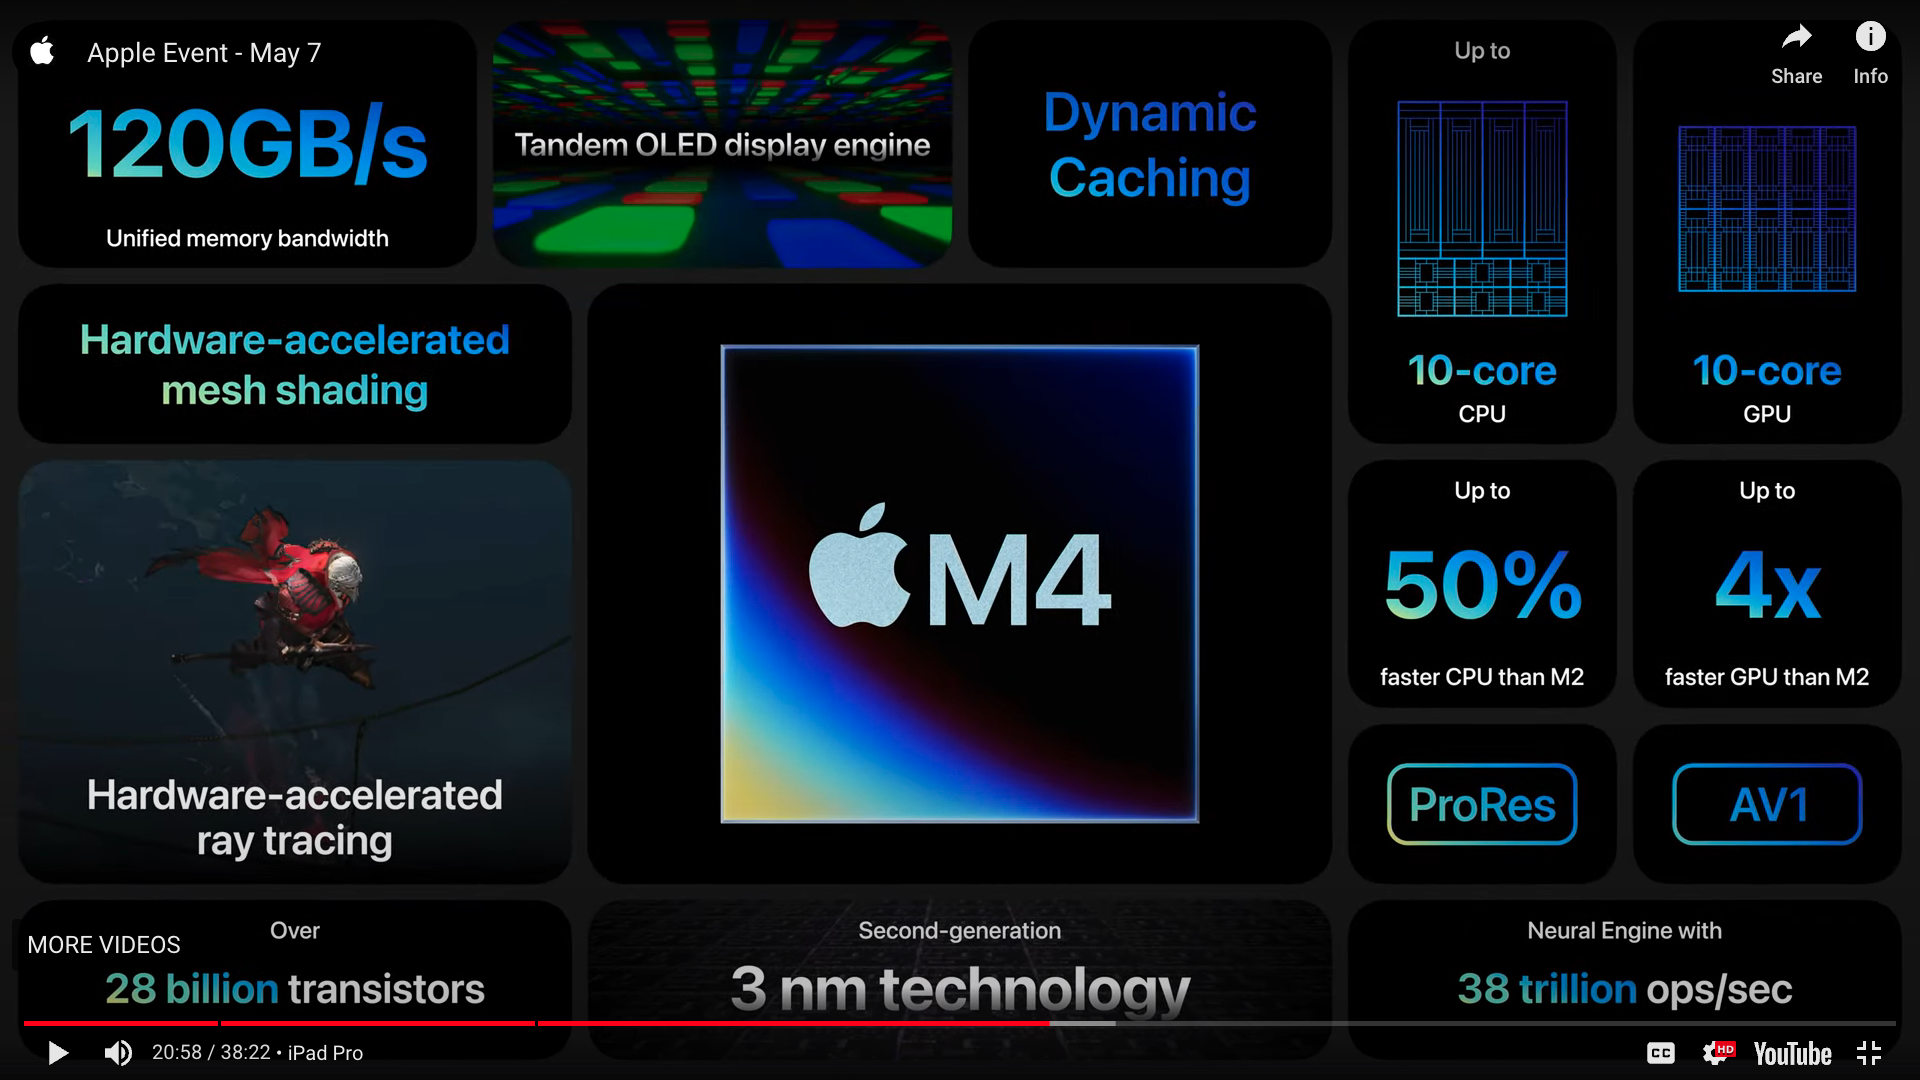 Apple Event - May 7
120GB/s
Unified memory bandwidth
Tandem OLED display engine
Dynamic
Caching
Up to
10-core
CPU
Share
Info
10-core
GPU
Hardware-accelerated
mesh shading
M4
Up to
50%
faster CPU than M2
Up to
4x
faster GPU than M2
Hardware-accelerated
ray tracing
ProRes
AV1
MORE VIDEOS
Over
28 billion transistors
Second-generation
3 nm technology
Neural Engine with
38 trillion ops/sec
20:58 / 38:22 • iPad Pro
CC
HD
YouTube